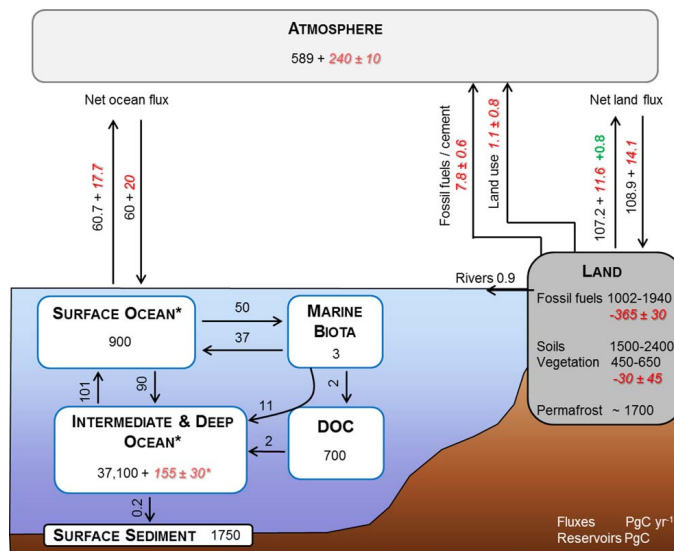 ATMOSPHERE
589 + 240 ± 10
Net ocean flux
Net land flux
60.7 + 17.7
60 + 20
Fossil fuels / cement
7.8 ± 0.6
Land use 1.1 ± 0.8
107.2 + 11.6 +0.8
108.9 + 14.1
Rivers 0.9
LAND
Fossil fuels 1002-1940
-365 ± 30
Soils 1500-2400
Vegetation 450-650
-30 ± 45
Permafrost ~ 1700
SURFACE OCEAN*
900
50
37
MARINE
BIOTA
3
101
90
11
2
INTERMEDIATE & DEEP
OCEAN*
37,100 + 155 ± 30*
2
DOC
700
0.2
SURFACE SEDIMENT 1750
Fluxes PgC yr-1
Reservoirs PgC